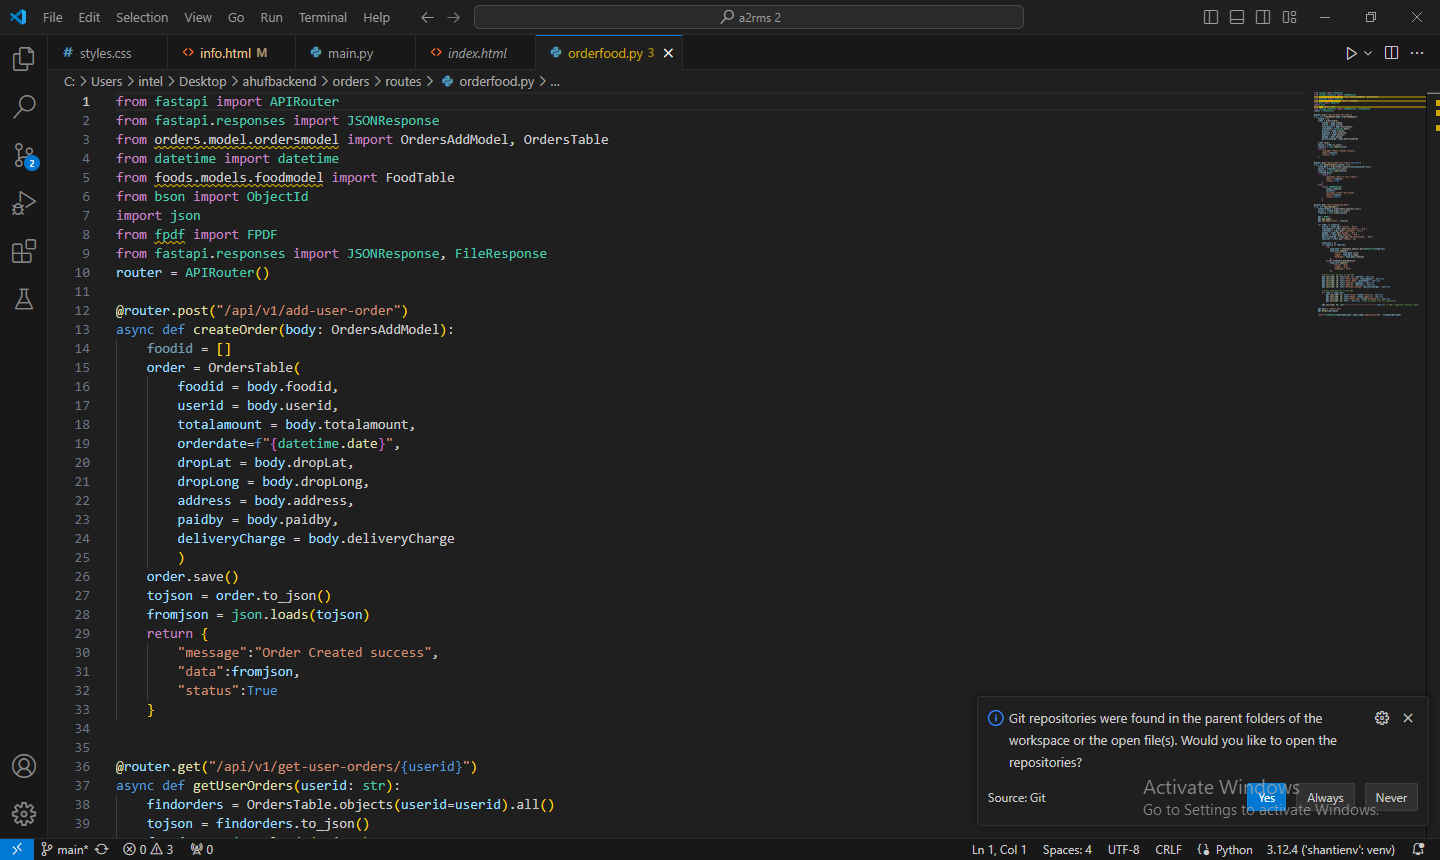 File Edit Selection View Go Run Terminal Help
a2rms 2
styles.css
info.html M
main.py
index.html
orderfood.py 3
C: > Users > intel > Desktop > ahufbackend > orders > routes > orderfood.py > ...
1 from fastapi import APIRouter
2 from fastapi.responses import JSONResponse
3 from orders.model.ordersmodel import OrdersAddModel, OrdersTable
4 from datetime import datetime
5 from foods.models.foodmodel import FoodTable
6 from bson import ObjectId
7 import json
8 from fpdf import FPDF
9 from fastapi.responses import JSONResponse, FileResponse
10 router = APIRouter()
11
12 @router.post("/api/v1/add-user-order")
13 async def createOrder(body: OrdersAddModel):
14 foodid = []
15 order = OrdersTable(
16 foodid = body.foodid,
17 userid = body.userid,
18 totalamount = body.totalamount,
19 orderdate=f"{datetime.date}",
20 dropLat = body.dropLat,
21 dropLong = body.dropLong,
22 address = body.address,
23 paidby = body.paidby,
24 deliveryCharge = body.deliveryCharge
25 )
26 order.save()
27 tojson = order.to_json()
28 fromjson = json.loads(tojson)
29 return {
30 "message":"Order Created success",
31 "data":fromjson,
32 "status":True
33 }
34
35
36 @router.get("/api/v1/get-user-orders/{userid}")
37 async def getUserOrders(userid: str):
38 findorders = OrdersTable.objects(userid=userid).all()
39 tojson = findorders.to_json()
2
Git repositories were found in the parent folders of the
workspace or the open file(s). Would you like to open the
repositories?
Source: Git
Yes
Always
Never
Activate Windows
Go to Settings to activate Windows.
main* 0 3 0
Ln 1, Col 1 Spaces: 4 UTF-8 CRLF Python 3.12.4 ('shantienv': venv)